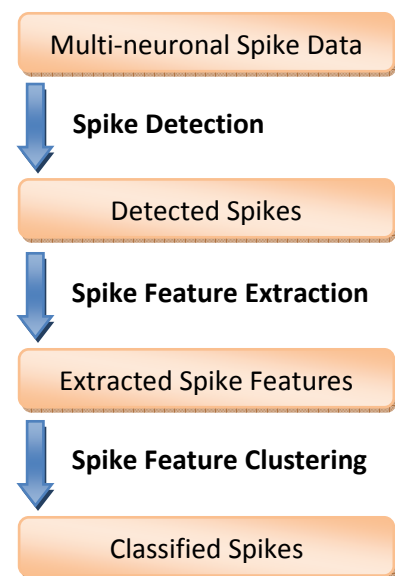 Multi-neuronal Spike Data
Spike Detection
Detected Spikes
Spike Feature Extraction
Extracted Spike Features
Spike Feature Clustering
Classified Spikes